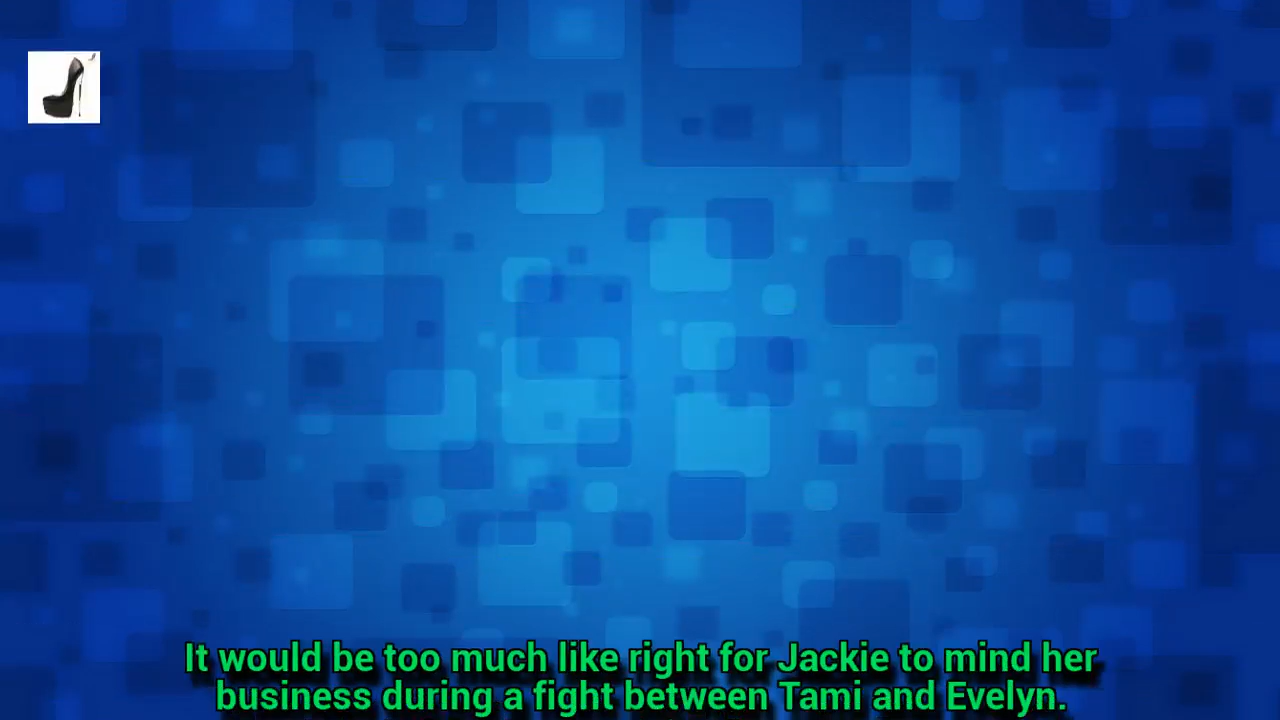 It would be too much like right for Jackie to mind her
business during a fight between Tami and Evelyn.